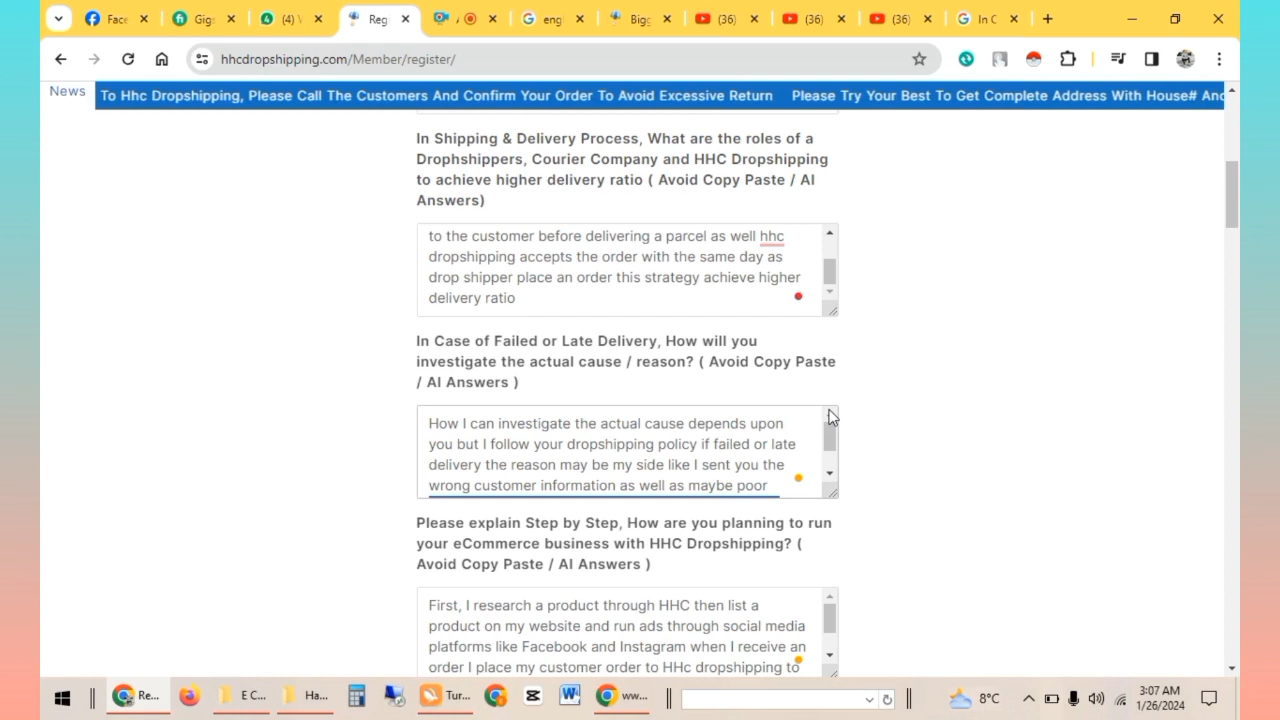 Face
Gigs
(4) \
Reg
A
eng
Bigg
(36)
(36)
(36)
In C
hhcdropshipping.com/Member/register/
News
To Hhc Dropshipping, Please Call The Customers And Confirm Your Order To Avoid Excessive Return Please Try Your Best To Get Complete Address With House# Anc
In Shipping & Delivery Process, What are the roles of a
Drophshippers, Courier Company and HHC Dropshipping
to achieve higher delivery ratio ( Avoid Copy Paste / AI
Answers)
to the customer before delivering a parcel as well hhc
dropshipping accepts the order with the same day as
drop shipper place an order this strategy achieve higher
delivery ratio
In Case of Failed or Late Delivery, How will you
investigate the actual cause / reason? ( Avoid Copy Paste
/ AI Answers )
How I can investigate the actual cause depends upon
you but I follow your dropshipping policy if failed or late
delivery the reason may be my side like I sent you the
wrong customer information as well as maybe poor
Please explain Step by Step, How are you planning to run
your eCommerce business with HHC Dropshipping? (
Avoid Copy Paste / AI Answers )
First, I research a product through HHC then list a
product on my website and run ads through social media
platforms like Facebook and Instagram when I receive an
order I place my customer order to HHc dropshipping to
Re...
E C...
Ha...
Tur...
ww...
8°C
3:07 AM
1/26/2024